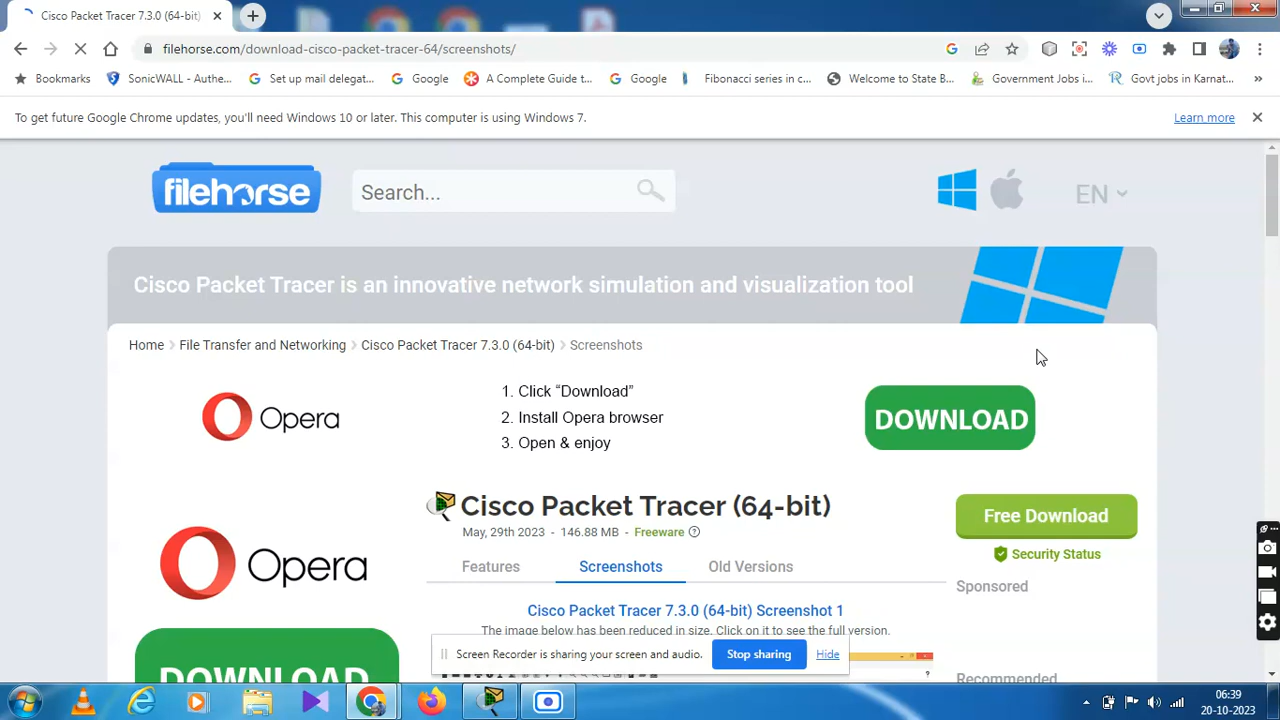 Cisco Packet Tracer 7.3.0 (64-bit)
filehorse.com/download-cisco-packet-tracer-64/screenshots/
Bookmarks
SonicWALL - Authe...
Set up mail delegat...
Google
A Complete Guide t...
Google
Fibonacci series in c...
Welcome to State B...
Government Jobs i...
Govt jobs in Karnat...
To get future Google Chrome updates, you'll need Windows 10 or later. This computer is using Windows 7.
Learn more
filehorse
Search...
EN
Cisco Packet Tracer is an innovative network simulation and visualization tool
Home > File Transfer and Networking > Cisco Packet Tracer 7.3.0 (64-bit) > Screenshots
Opera
1. Click “Download”
2. Install Opera browser
3. Open & enjoy
DOWNLOAD
Cisco Packet Tracer (64-bit)
Free Download
May, 29th 2023 - 146.88 MB - Freeware
Security Status
Opera
Features
Screenshots
Old Versions
Sponsored
Cisco Packet Tracer 7.3.0 (64-bit) Screenshot 1
The image below has been reduced in size. Click on it to see the full version.
DOWNLOAD
Screen Recorder is sharing your screen and audio.
Stop sharing
Hide
Recommended
06:39
20-10-2023